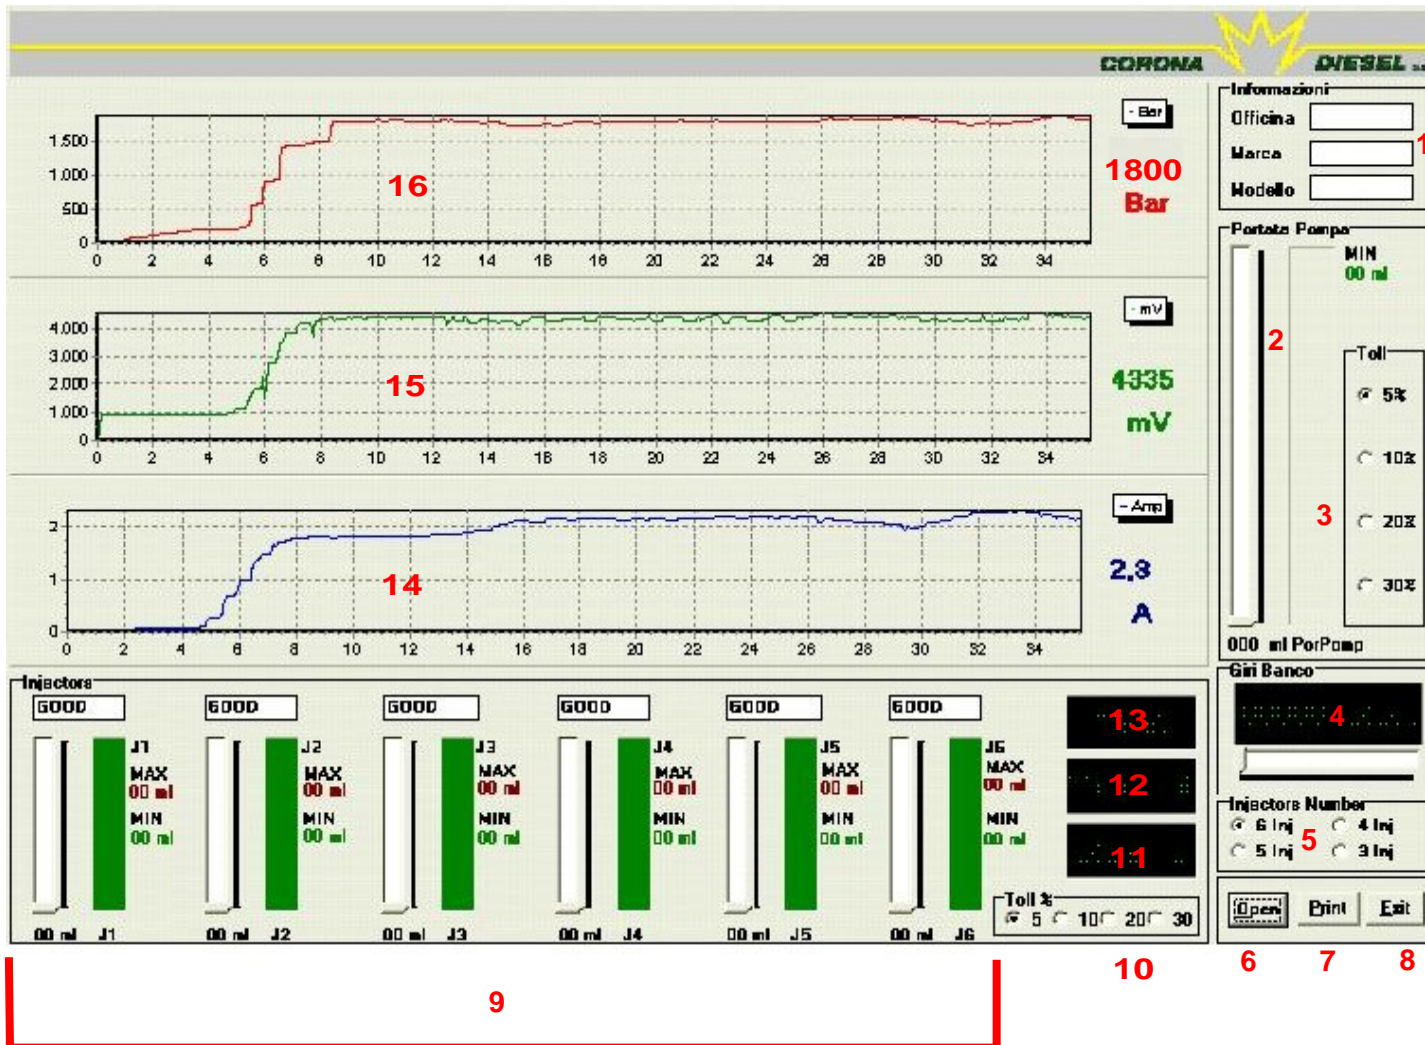 CORONA DIESEL
- Bar
1.500
1.000
500
0
0 2 4 6 8 10 12 14 16 18 20 22 24 26 28 30 32 34
16
1800
Bar
- mV
4.000
3.000
2.000
1.000
0
0 2 4 6 8 10 12 14 16 18 20 22 24 26 28 30 32 34
15
4335
mV
- Amp
2
1
0
0 2 4 6 8 10 12 14 16 18 20 22 24 26 28 30 32 34
14
2,3
A
Informazioni
Officina
Marca
Modello
1
Portata Pompa
MIN
00 ml
2
Toll
5%
10%
3
20%
30%
000 ml PorPomp
Giri Banco
4
Injectors Number
6 Inj 4 Inj
5
5 Inj 3 Inj
Open Print Exit
6 7 8
Injectors
GOOD GOOD GOOD GOOD GOOD GOOD
J1 J2 J3 J4 J5 J6
MAX MAX MAX MAX MAX MAX
00 ml 00 ml 00 ml 00 ml 00 ml 00 ml
MIN MIN MIN MIN MIN MIN
00 ml 00 ml 00 ml 00 ml 00 ml 00 ml
00 ml J1 00 ml J2 00 ml J3 00 ml J4 00 ml J5 00 ml J6
13
12
11
Toll %
5 10 20 30
10
9